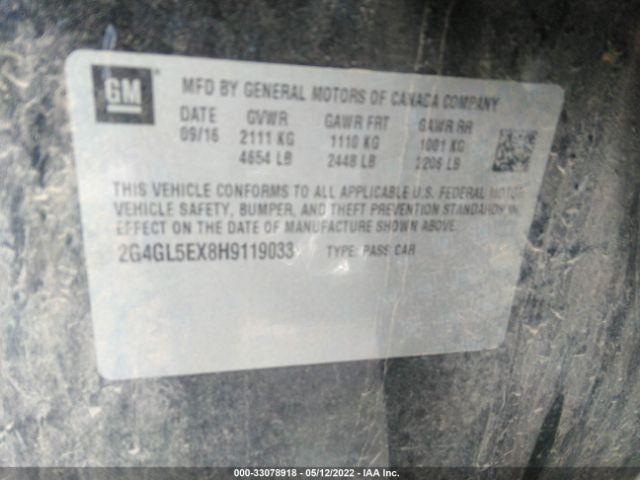 GM
MFD BY GENERAL MOTORS OF CANADA COMPANY
DATE GVWR GAWR FRT GAWR RR
09/16 2111 KG 1110 KG 1001 KG
4654 LB 2448 LB 2206 LB
THIS VEHICLE CONFORMS TO ALL APPLICABLE U.S. FEDERAL MOTOR
VEHICLE SAFETY, BUMPER, AND THEFT PREVENTION STANDARDS IN
EFFECT ON THE DATE OF MANUFACTURE SHOWN ABOVE.
2G4GL5EX8H9119033 TYPE: PASS CAR
000-33078918 - 05/12/2022 - IAA Inc.